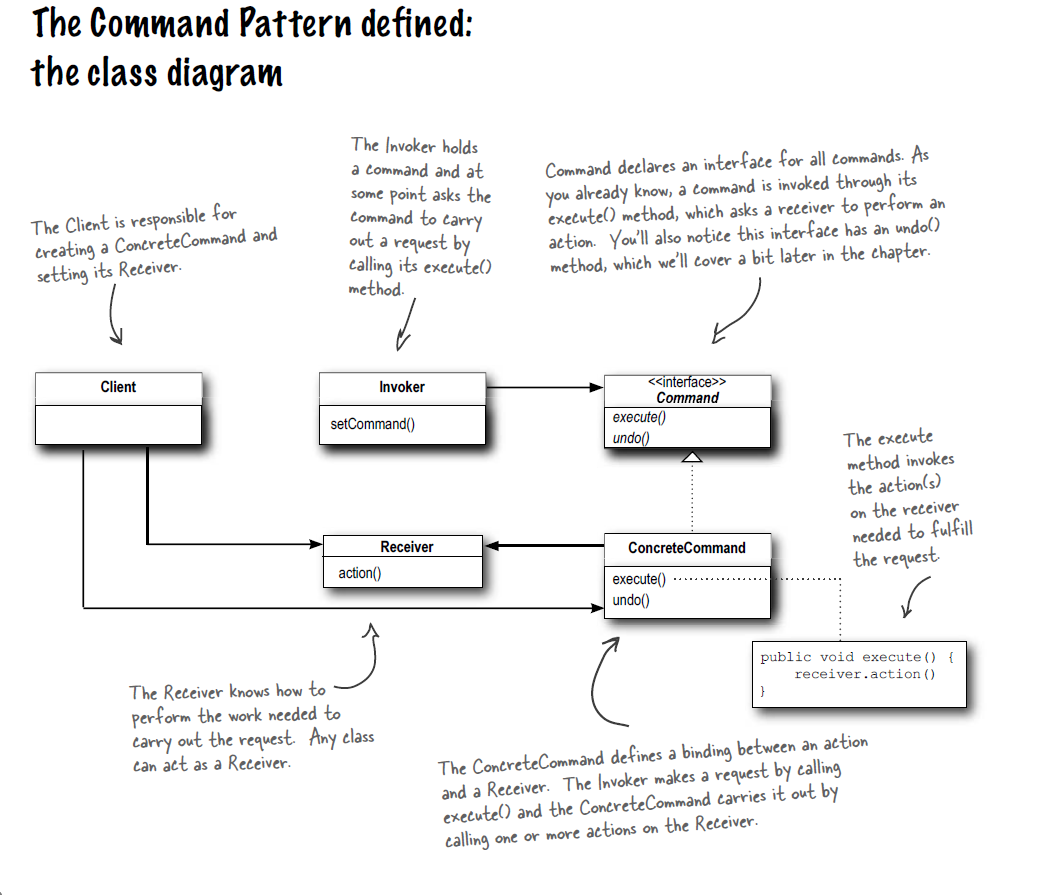 The Command Pattern defined:
the class diagram
The Client is responsible for
creating a ConcreteCommand and
setting its Receiver.
The Invoker holds
a command and at
some point asks the
command to carry
out a request by
calling its execute()
method.
Command declares an interface for all commands. As
you already know, a command is invoked through its
execute() method, which asks a receiver to perform an
action. You'll also notice this interface has an undo()
method, which we'll cover a bit later in the chapter.
Client
Invoker
setCommand()
<<interface>>
Command
execute()
undo()
The execute
method invokes
the action(s)
on the receiver
needed to fulfill
the request.
Receiver
action()
ConcreteCommand
execute()
undo()
public void execute() {
receiver.action()
}
The Receiver knows how to
perform the work needed to
carry out the request. Any class
can act as a Receiver.
The ConcreteCommand defines a binding between an action
and a Receiver. The Invoker makes a request by calling
execute() and the ConcreteCommand carries it out by
calling one or more actions on the Receiver.